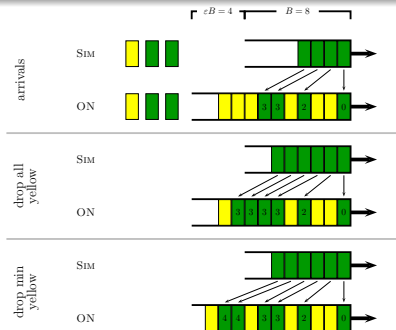 εB = 4 B = 8
arrivals
SIM
ON 3 3 2 0
drop all
yellow
SIM
ON 3 3 3 3 2 0
drop min
yellow
SIM
ON 4 4 3 3 2 0